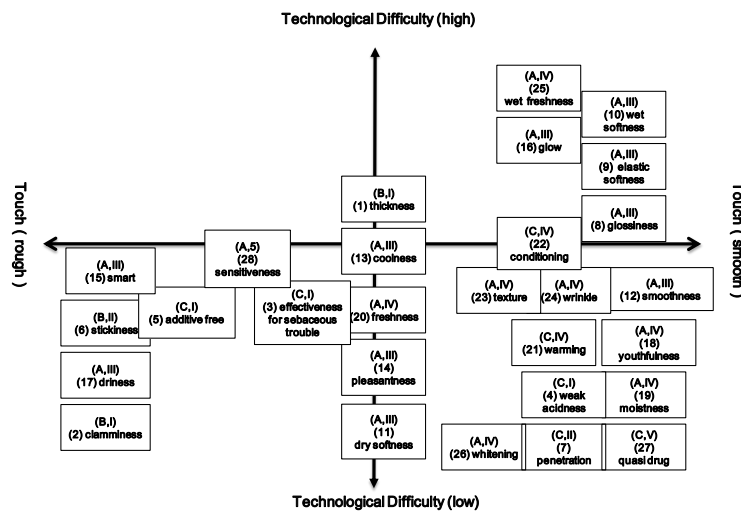 Technological Difficulty (high)
(A,IV)
(25)
wet freshness
(A,III)
(10) wet
softness
(A,III)
(16) glow
(A,III)
(9) elastic
softness
(B,I)
(1) thickness
(A,III)
(8) glossiness
Touch ( rough )
Touch ( smooth )
(A,5)
(28)
sensitiveness
(A,III)
(13) coolness
(C,IV)
(22)
conditioning
(A,III)
(15) smart
(C,I)
(5) additive free
(C,I)
(3) effectiveness
for sebaceous
trouble
(A,IV)
(20) freshness
(A,IV)
(23) texture
(A,IV)
(24) wrinkle
(A,III)
(12) smoothness
(B,II)
(6) stickiness
(C,IV)
(21) warming
(A,IV)
(18)
youthfulness
(A,III)
(17) driness
(A,III)
(14)
pleasantness
(C,I)
(4) weak
acidness
(A,IV)
(19)
moistness
(B,I)
(2) clamminess
(A,III)
(11)
dry softness
(A,IV)
(26) whitening
(C,II)
(7)
penetration
(C,V)
(27)
quasi drug
Technological Difficulty (low)